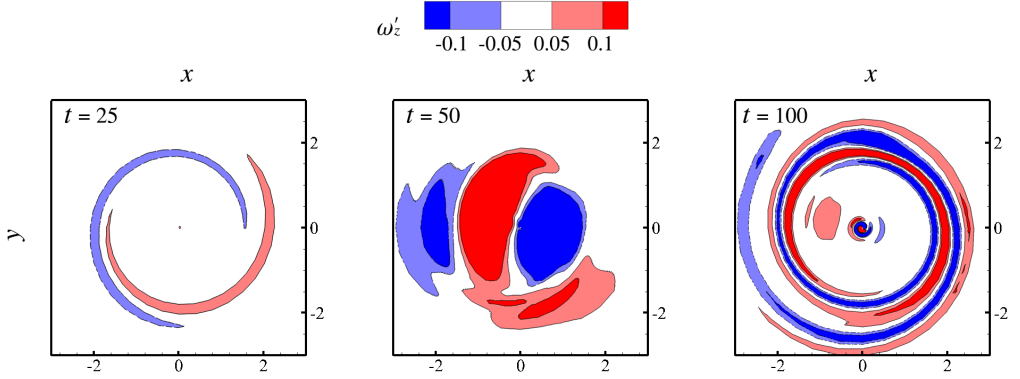 ω′z
-0.1 -0.05 0.05 0.1
x x x
t = 25 t = 50 t = 100
2 2 2
y 0 0 0
-2 -2 -2
-2 0 2 -2 0 2 -2 0 2